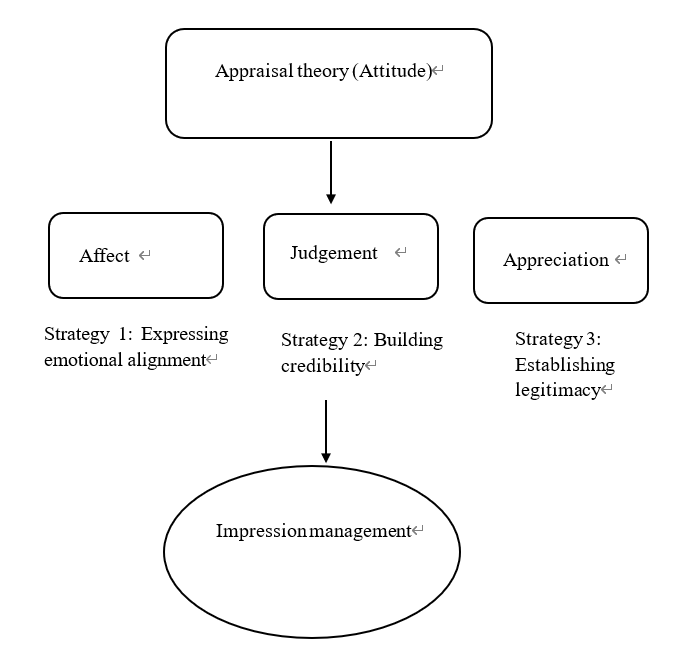 Appraisal theory (Attitude)
Affect
Judgement
Appreciation
Strategy 1: Expressing
emotional alignment
Strategy 2: Building
credibility
Strategy 3:
Establishing
legitimacy
Impression management